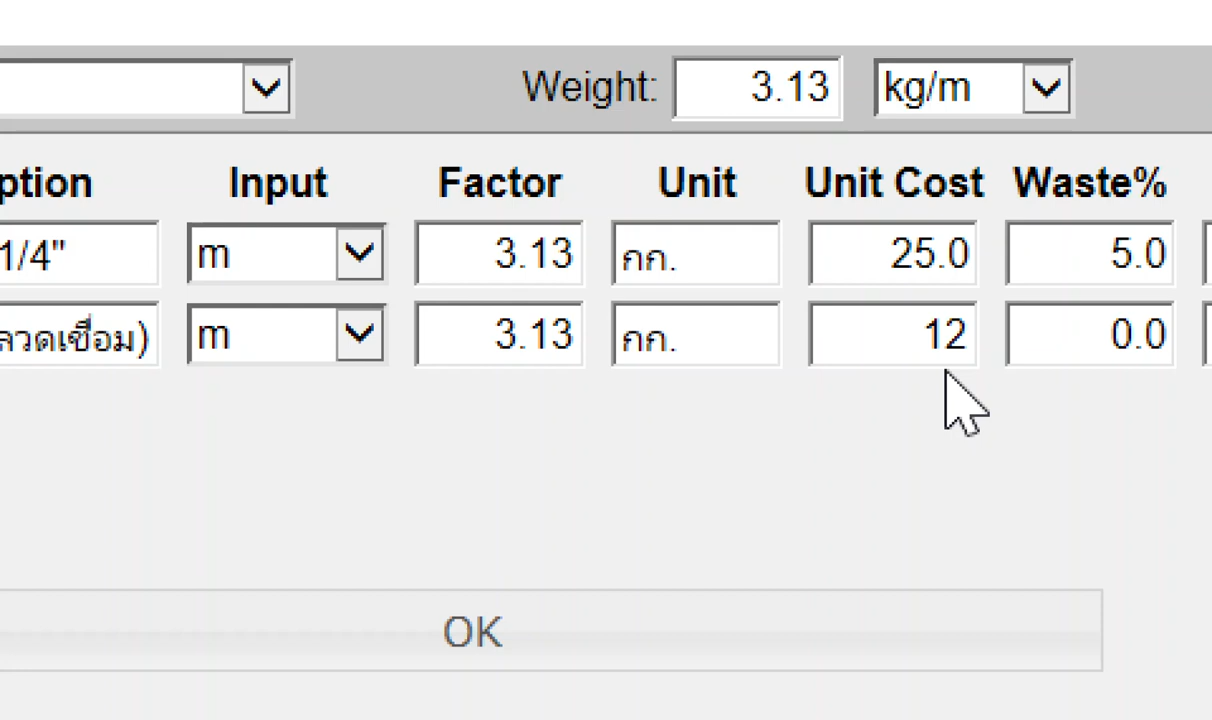 Weight: 3.13 kg/m
ption Input Factor Unit Unit Cost Waste%
1/4" m 3.13 กก. 25.0 5.0
ลวดเชื่อม) m 3.13 กก. 12 0.0
OK